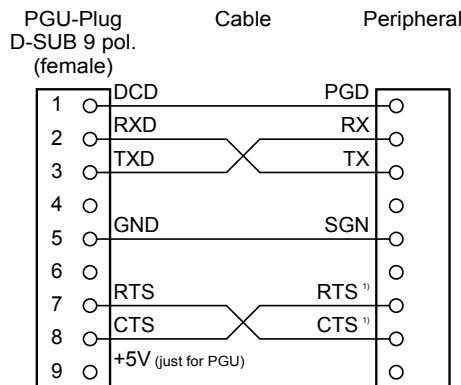 PGU-Plug Cable Peripheral
D-SUB 9 pol.
(female)
1 DCD PGD
2 RXD RX
3 TXD TX
4
5 GND SGN
6
7 RTS RTS 1)
8 CTS CTS 1)
9 +5V (just for PGU)